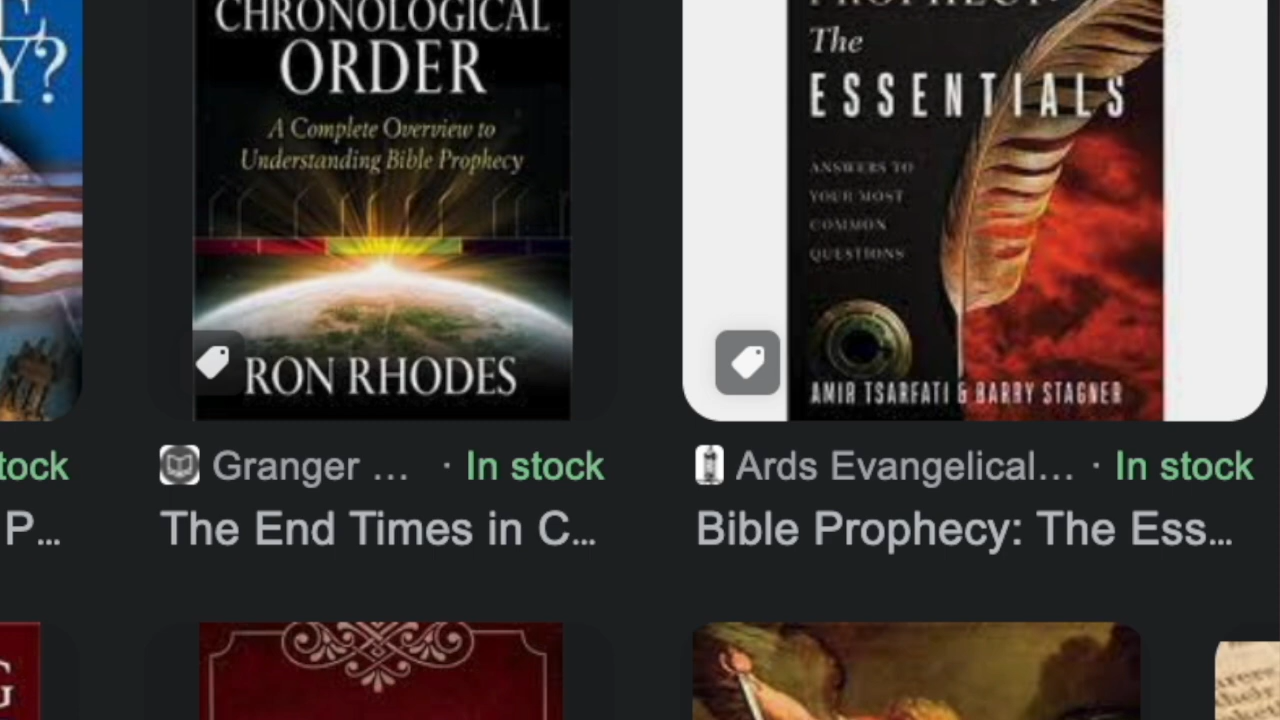 Y?
CHRONOLOGICAL
ORDER
A Complete Overview to
Understanding Bible Prophecy
RON RHODES
PROPHECY:
The
ESSENTIALS
ANSWERS TO
YOUR MOST
COMMON
QUESTIONS
AMIR TSARFATI & BARRY STAGNER
tock
Granger ... · In stock
Ards Evangelical... · In stock
P...
The End Times in C...
Bible Prophecy: The Ess...
G